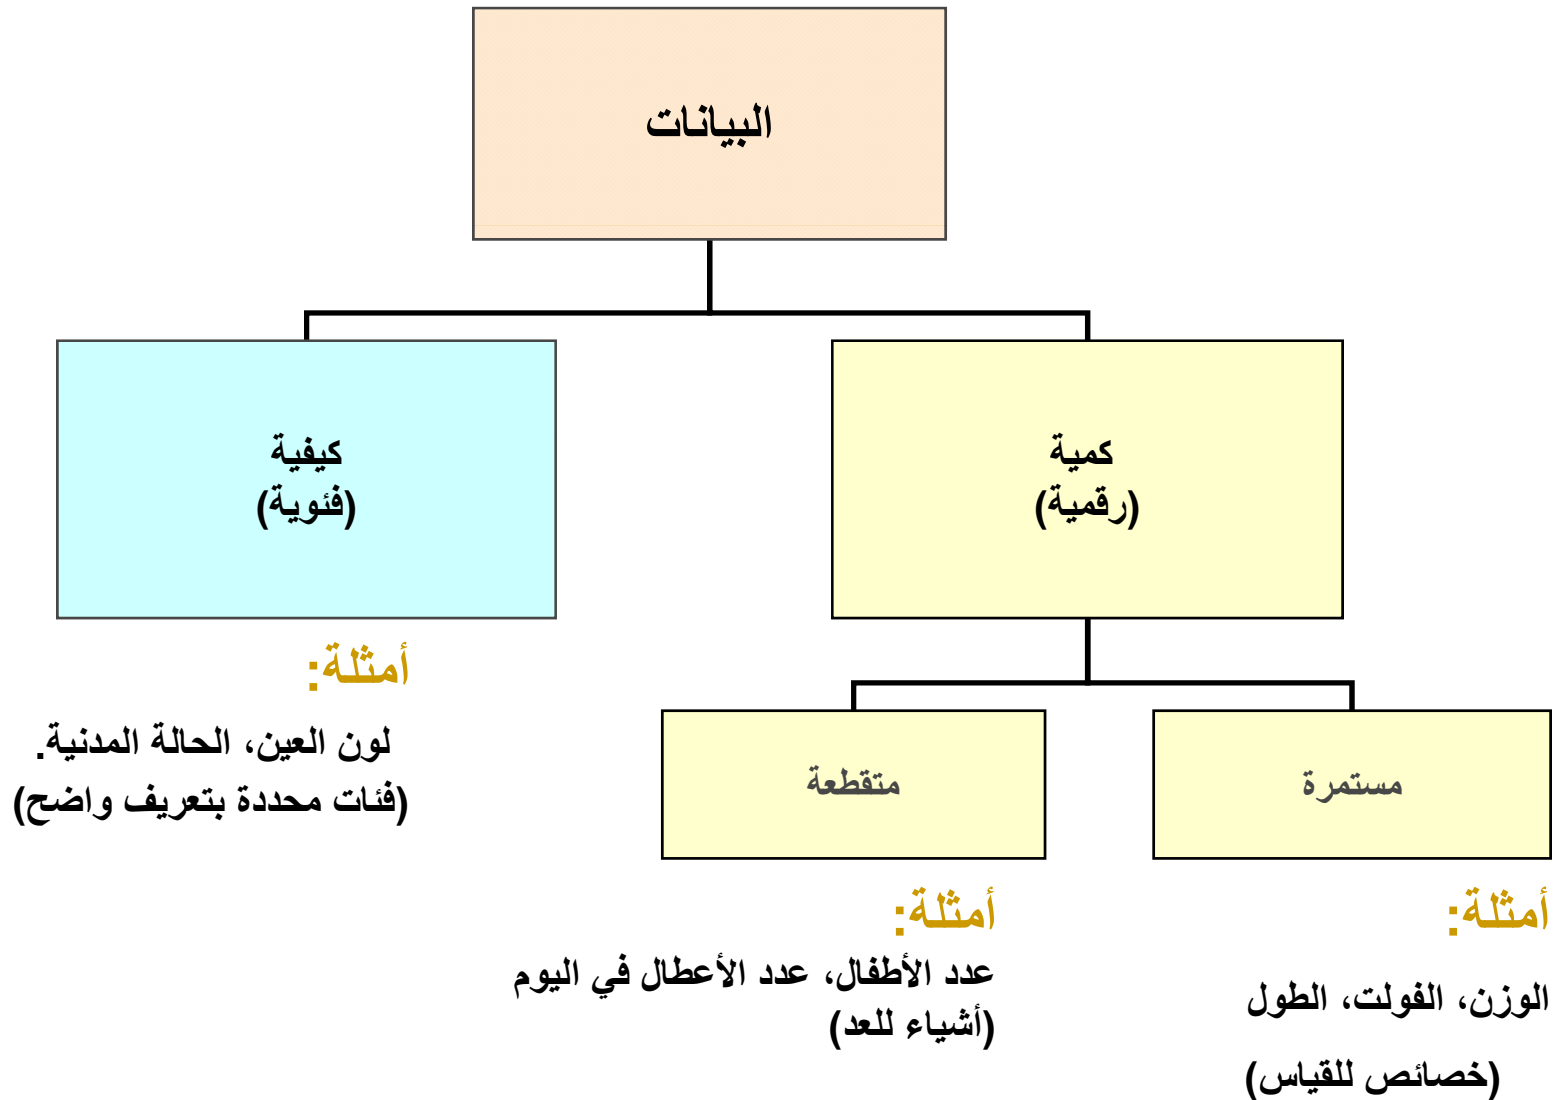 البيانات
كمية
(رقمية)
كيفية
(فئوية)
أمثلة:
لون العين، الحالة المدنية.
(فئات محددة بتعريف واضح)
مستمرة
متقطعة
أمثلة:
الوزن، الفولت، الطول
(خصائص للقياس)
أمثلة:
عدد الأطفال، عدد الأعطال في اليوم
(أشياء للعد)